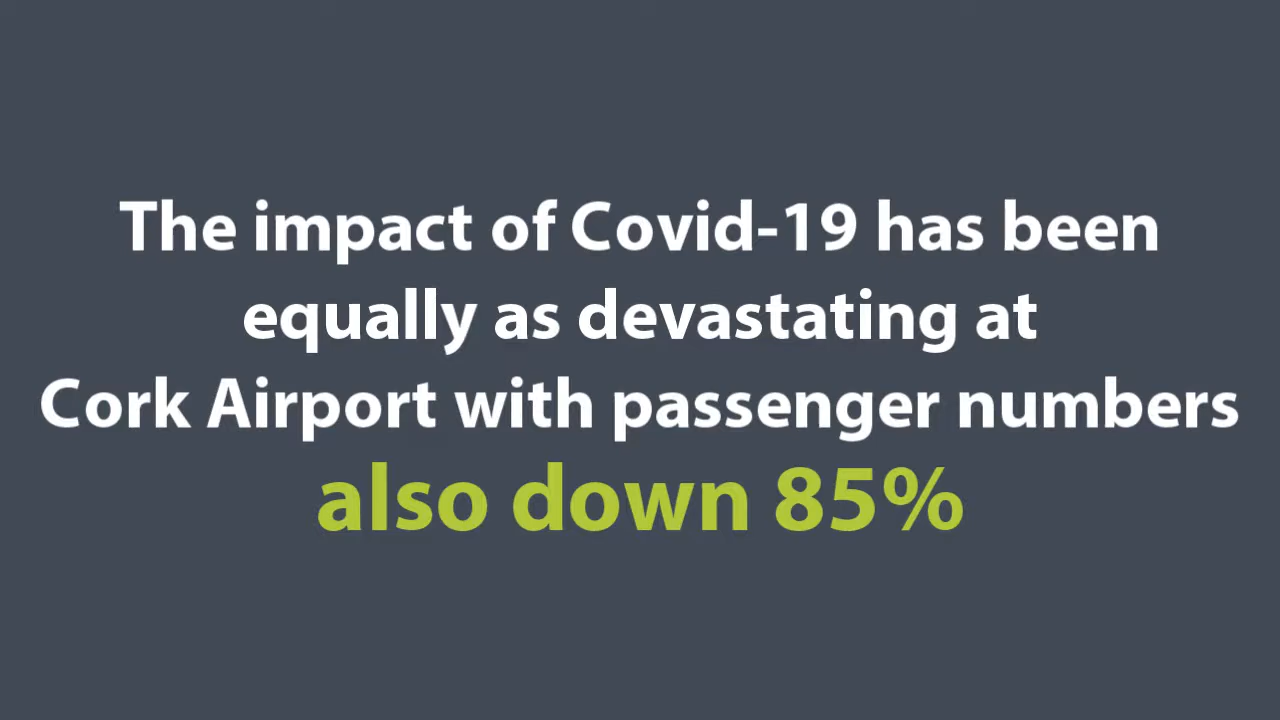 The impact of Covid-19 has been
equally as devastating at
Cork Airport with passenger numbers
also down 85%